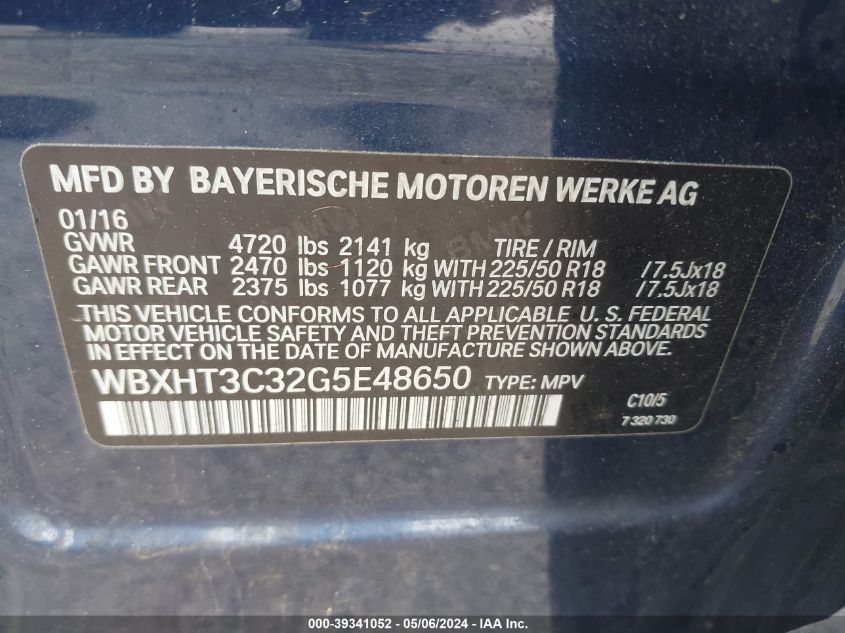 MFD BY BAYERISCHE MOTOREN WERKE AG
01/16
GVWR 4720 lbs 2141 kg TIRE / RIM
GAWR FRONT 2470 lbs 1120 kg WITH 225/50 R18 /7.5Jx18
GAWR REAR 2375 lbs 1077 kg WITH 225/50 R18 /7.5Jx18
THIS VEHICLE CONFORMS TO ALL APPLICABLE U. S. FEDERAL
MOTOR VEHICLE SAFETY AND THEFT PREVENTION STANDARDS
IN EFFECT ON THE DATE OF MANUFACTURE SHOWN ABOVE.
WBXHT3C32G5E48650 TYPE: MPV
C10/5
7 320 730
000-39341052 - 05/06/2024 - IAA Inc.